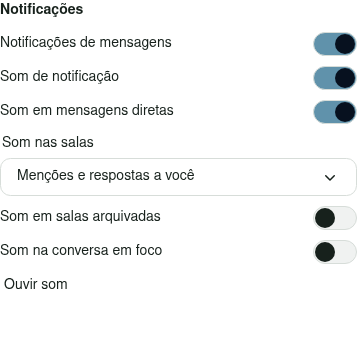 Notificações
Notificações de mensagens
Som de notificação
Som em mensagens diretas
Som nas salas
Menções e respostas a você
Som em salas arquivadas
Som na conversa em foco
Ouvir som